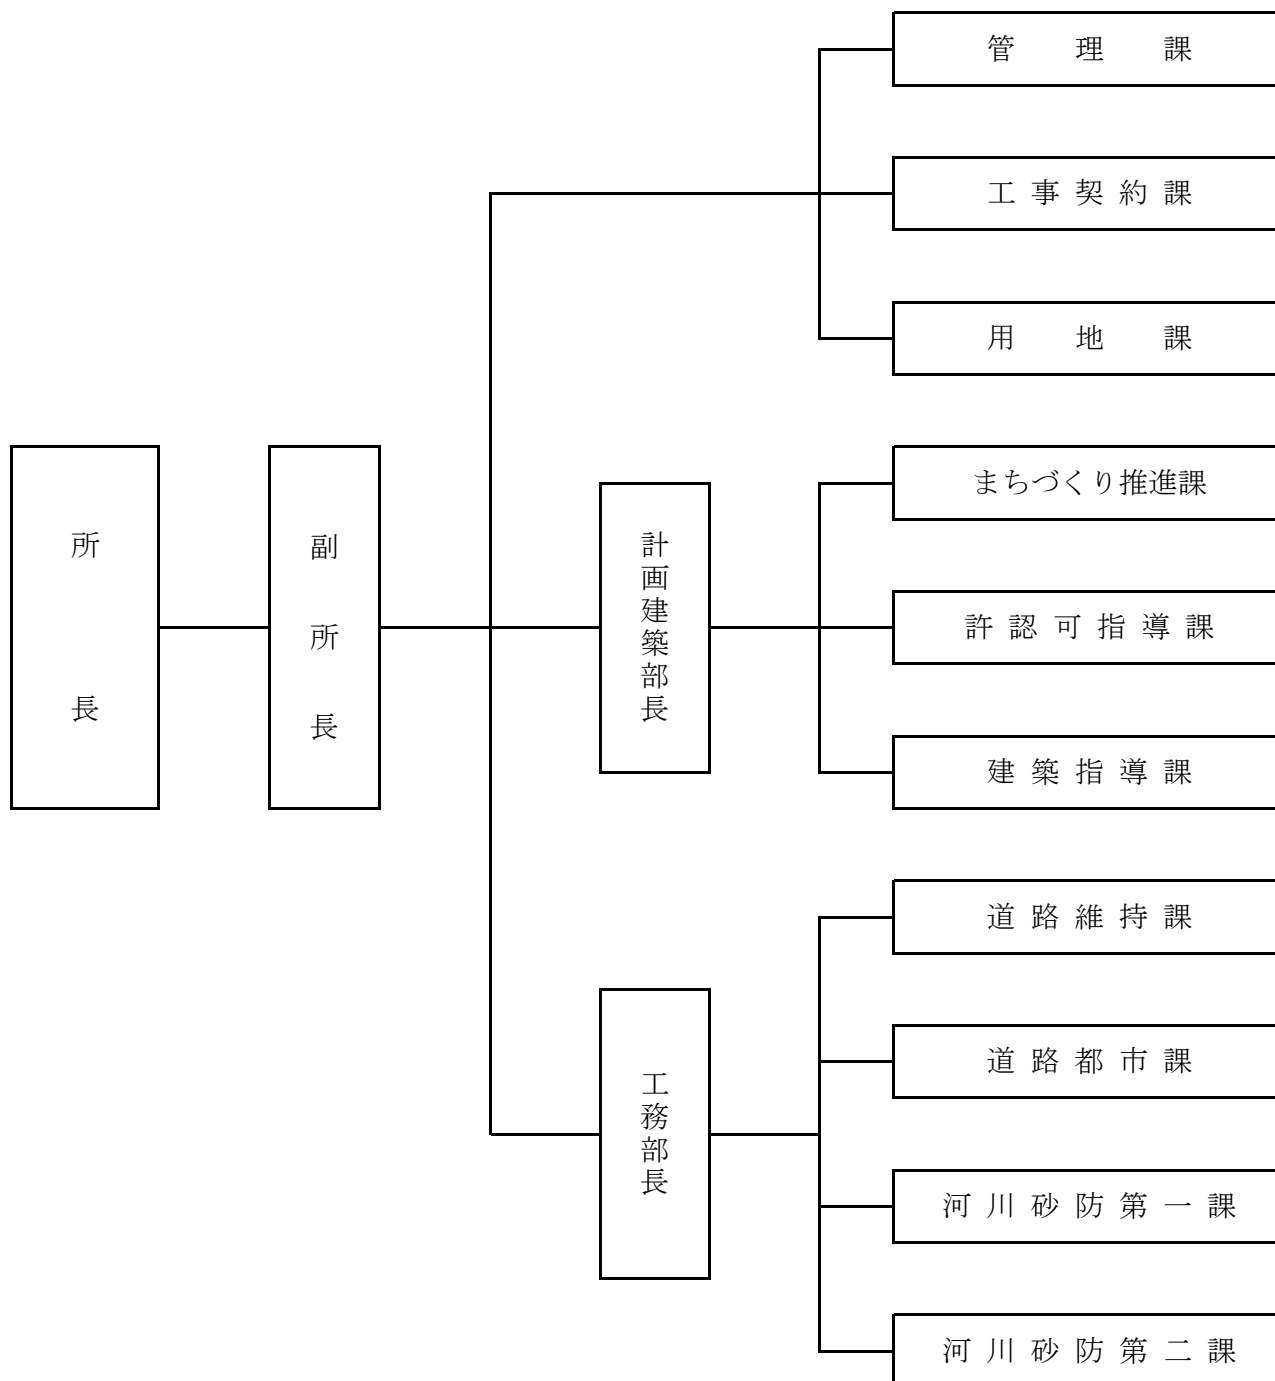 管理課
工事契約課
用地課
所長
副所長
計画建築部長
まちづくり推進課
許認可指導課
建築指導課
工務部長
道路維持課
道路都市課
河川砂防第一課
河川砂防第二課